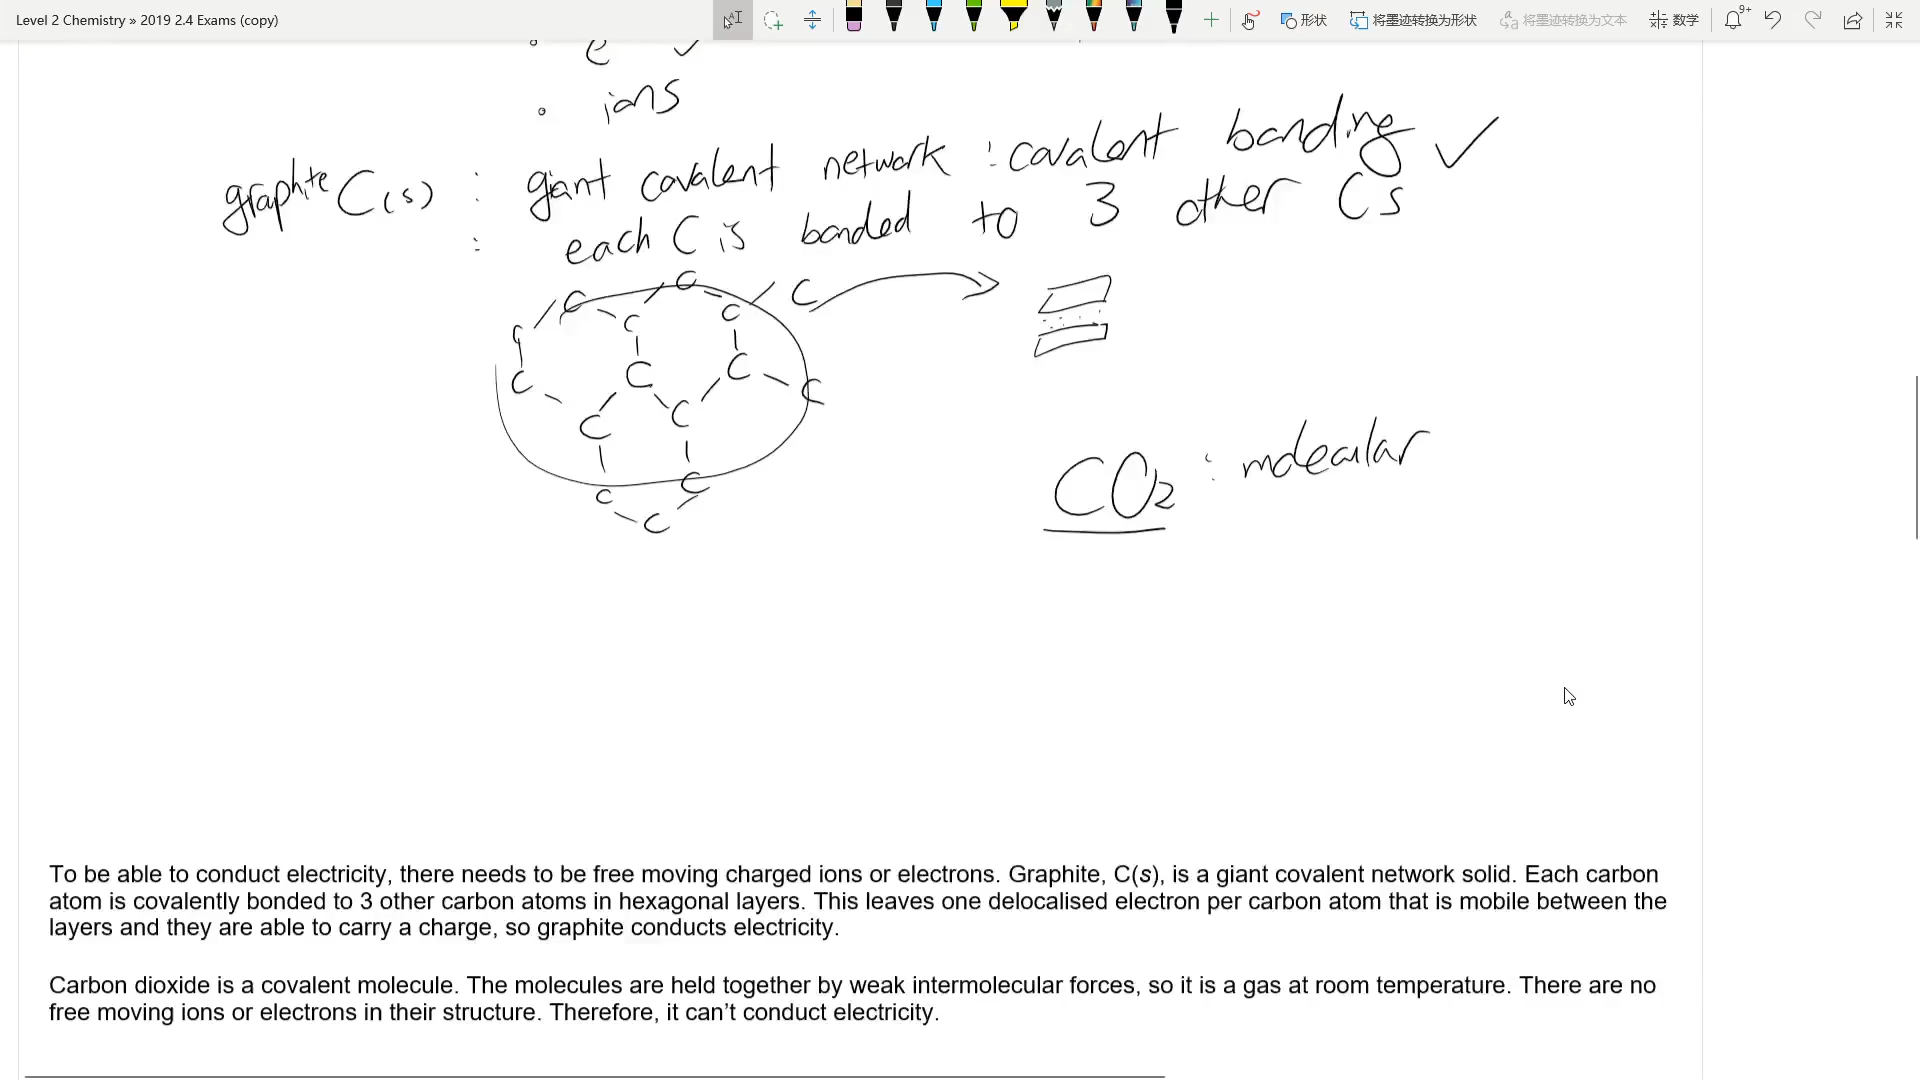 Level 2 Chemistry » 2019 2.4 Exams (copy)
形状
将墨迹转换为形状
将墨迹转换为文本
数学
9+
e ✓
ions
graphite C(s) : giant covalent network : covalent bonding ✓
: each C is bonded to 3 other Cs
C C C C C C
C C C C
C C C
C C C
CO₂ : molecular
To be able to conduct electricity, there needs to be free moving charged ions or electrons. Graphite, C(s), is a giant covalent network solid. Each carbon
atom is covalently bonded to 3 other carbon atoms in hexagonal layers. This leaves one delocalised electron per carbon atom that is mobile between the
layers and they are able to carry a charge, so graphite conducts electricity.
Carbon dioxide is a covalent molecule. The molecules are held together by weak intermolecular forces, so it is a gas at room temperature. There are no
free moving ions or electrons in their structure. Therefore, it can’t conduct electricity.